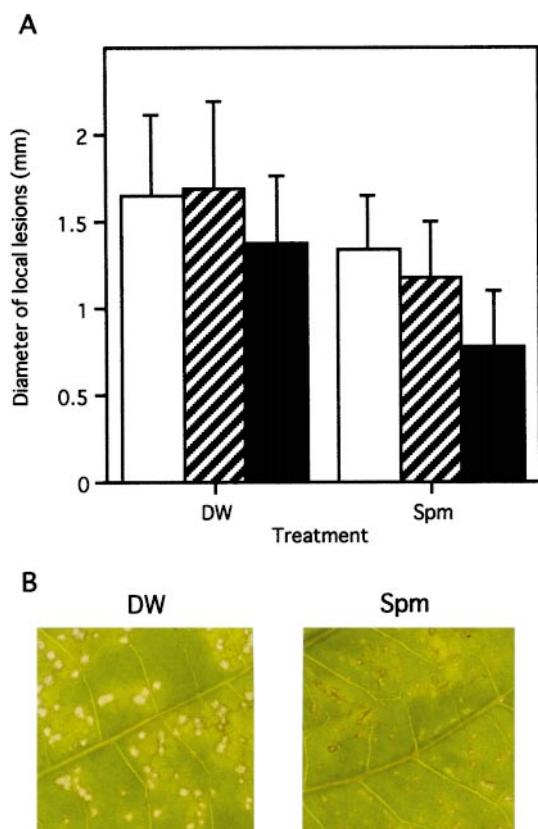 A
Diameter of local lesions (mm)
2
1.5
1
0.5
0
DW
Spm
Treatment
B
DW
Spm